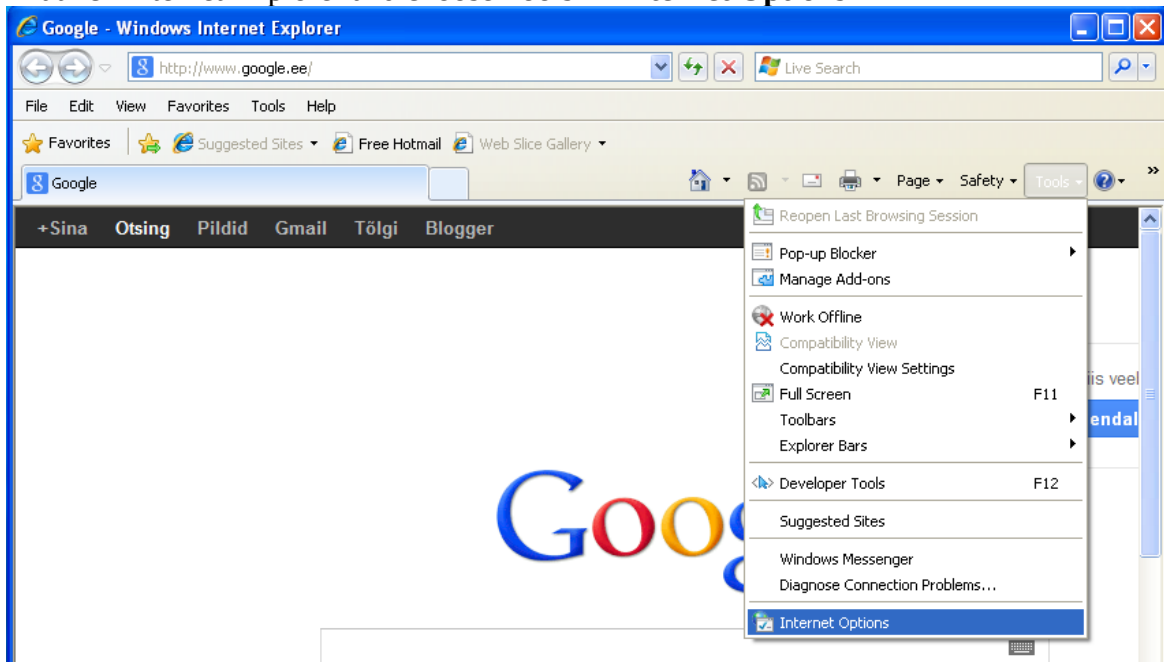 Google - Windows Internet Explorer
http://www.google.ee/
Live Search
File Edit View Favorites Tools Help
Favorites Suggested Sites Free Hotmail Web Slice Gallery
Google
Page Safety Tools
+Sina Otsing Pildid Gmail Tõlgi Blogger
Reopen Last Browsing Session
Pop-up Blocker
Manage Add-ons
Work Offline
Compatibility View
Compatibility View Settings
iis veel
Full Screen F11
Toolbars
endal
Explorer Bars
Developer Tools F12
Suggested Sites
Goog
Windows Messenger
Diagnose Connection Problems...
Internet Options